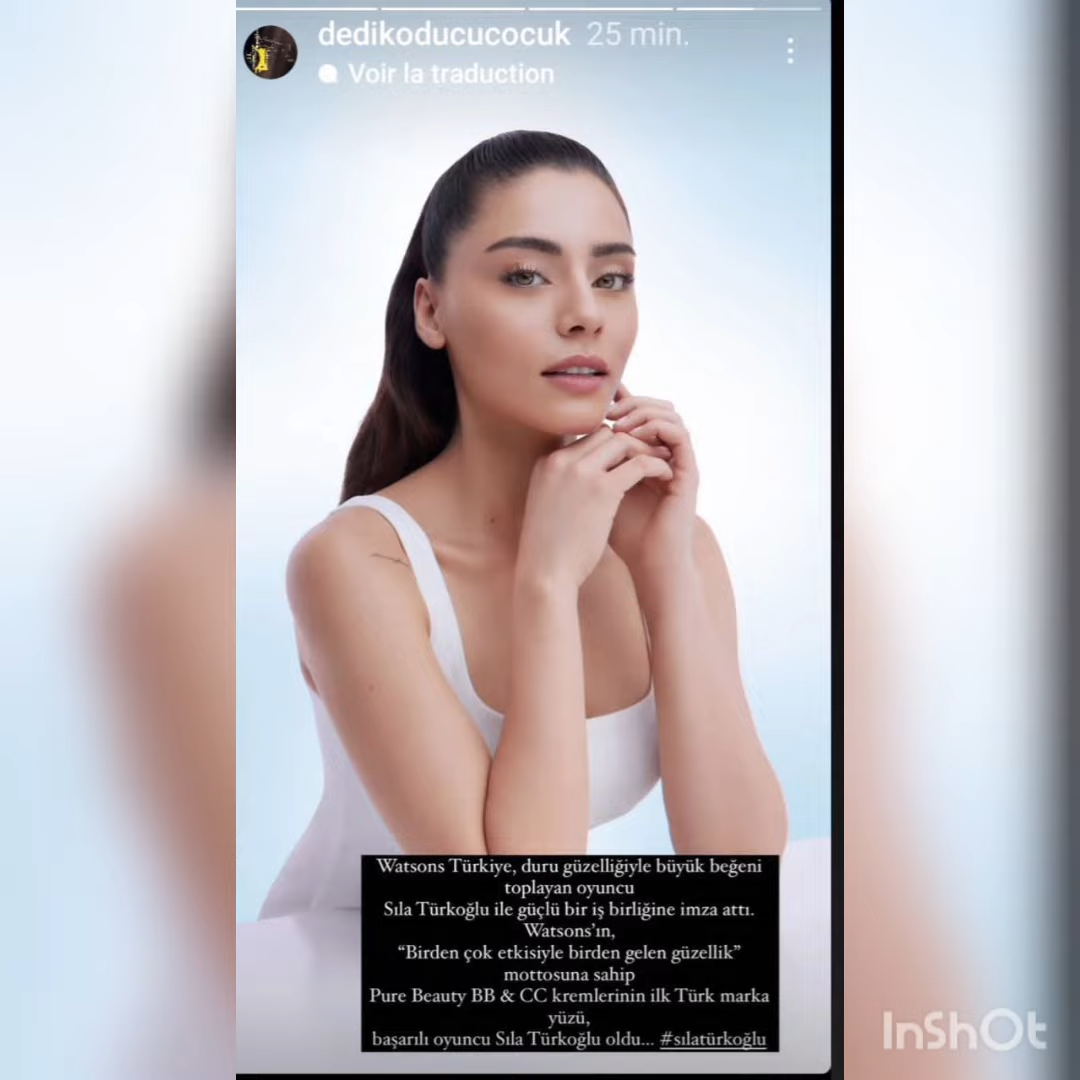 dedikoducucocuk 25 min.
Voir la traduction
Watsons Türkiye, duru güzelliğiyle büyük beğeni
toplayan oyuncu
Sıla Türkoğlu ile güçlü bir iş birliğine imza attı.
Watsons’ın,
“Birden çok etkisiyle birden gelen güzellik”
mottosuna sahip
Pure Beauty BB & CC kremlerinin ilk Türk marka
yüzü,
başarılı oyuncu Sıla Türkoğlu oldu... #sılatürkoğlu
InShOt